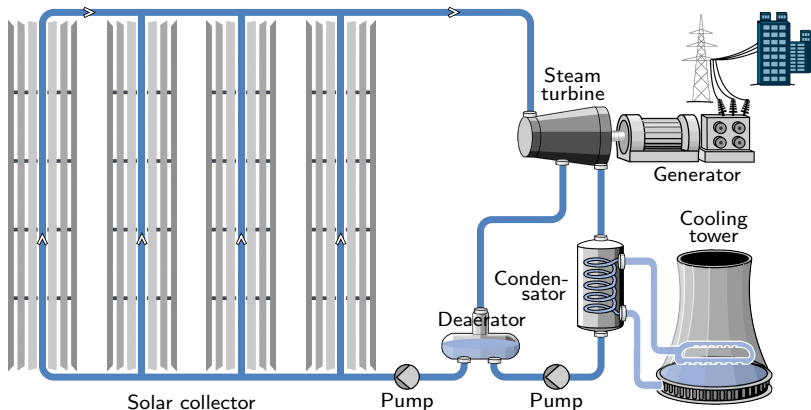 Steam
turbine
Generator
Cooling
tower
Conden-
sator
Deaerator
Solar collector
Pump
Pump